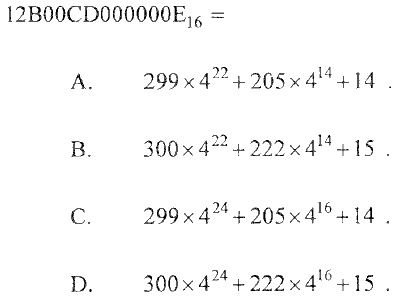 12B00CD000000E₁₆ =
A. 299 × 4²² + 205 × 4¹⁴ + 14 .
B. 300 × 4²² + 222 × 4¹⁴ + 15 .
C. 299 × 4²⁴ + 205 × 4¹⁶ + 14 .
D. 300 × 4²⁴ + 222 × 4¹⁶ + 15 .